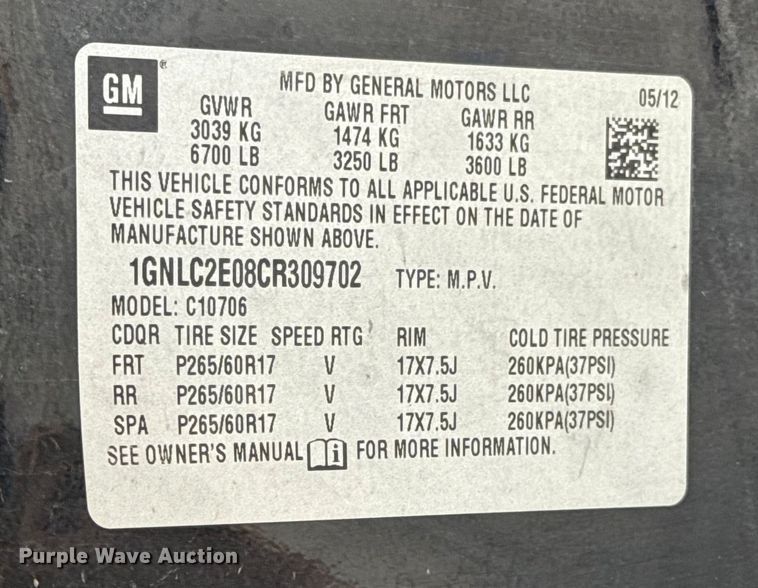 GM ®
MFD BY GENERAL MOTORS LLC 05/12
GVWR GAWR FRT GAWR RR
3039 KG 1474 KG 1633 KG
6700 LB 3250 LB 3600 LB
THIS VEHICLE CONFORMS TO ALL APPLICABLE U.S. FEDERAL MOTOR
VEHICLE SAFETY STANDARDS IN EFFECT ON THE DATE OF
MANUFACTURE SHOWN ABOVE.
1GNLC2E08CR309702 TYPE: M.P.V.
MODEL: C10706
CDQR TIRE SIZE SPEED RTG RIM COLD TIRE PRESSURE
FRT P265/60R17 V 17X7.5J 260KPA(37PSI)
RR P265/60R17 V 17X7.5J 260KPA(37PSI)
SPA P265/60R17 V 17X7.5J 260KPA(37PSI)
SEE OWNER'S MANUAL i FOR MORE INFORMATION.
Purple Wave Auction